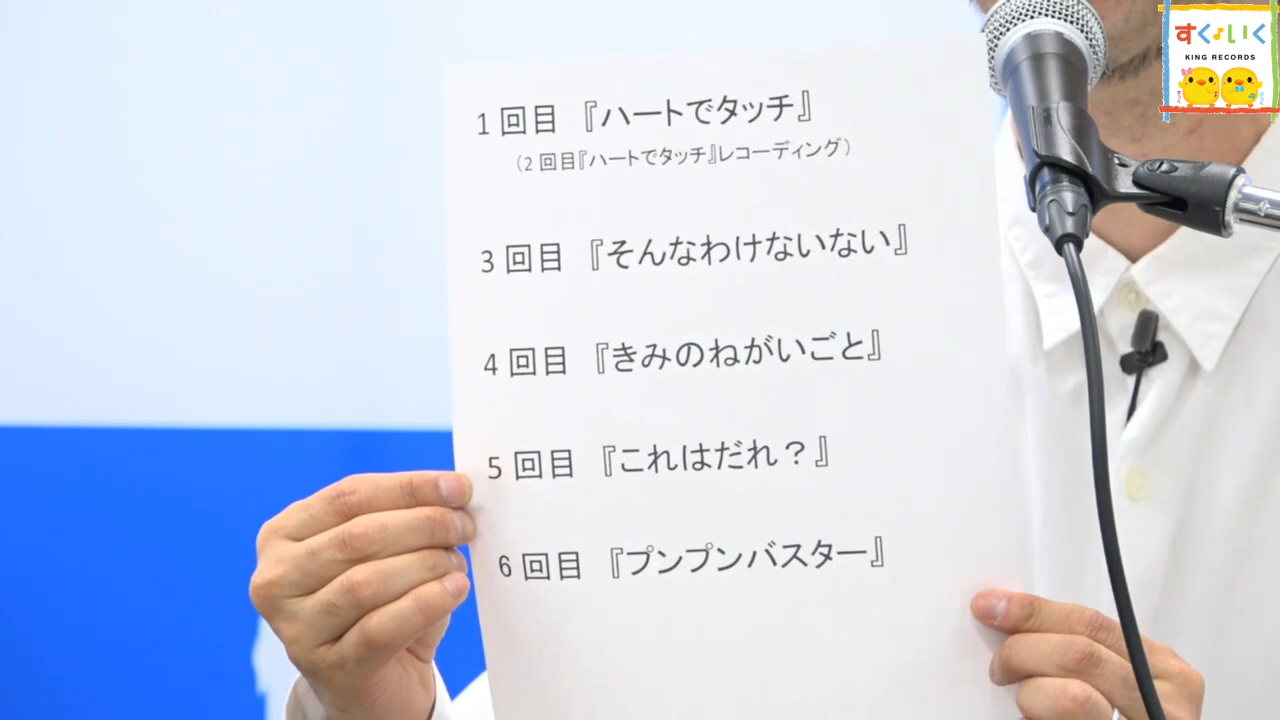 1回目『ハートでタッチ』
(2回目『ハートでタッチ』レコーディング)
3回目『そんなわけないない』
4回目『きみのねがいごと』
5回目『これはだれ?』
6回目『プンプンバスター』
すく♪いく
KING RECORDS